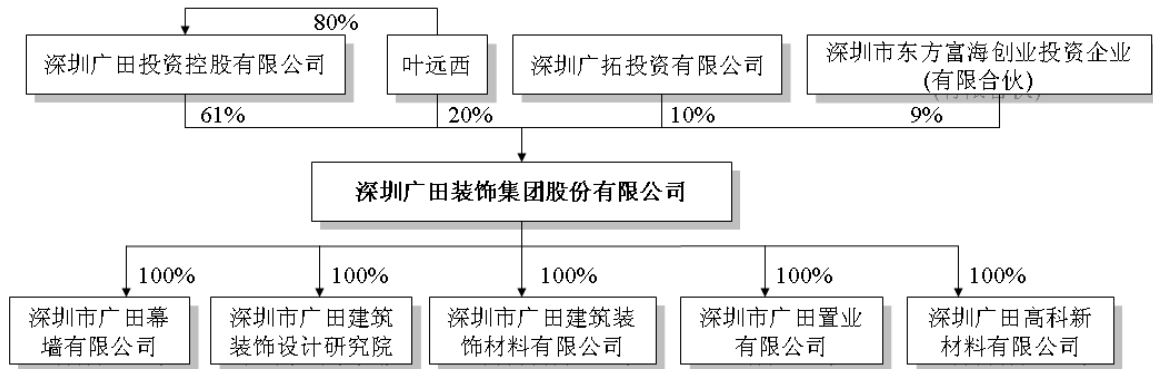 80%
深圳广田投资控股有限公司
叶远西
深圳广拓投资有限公司
深圳市东方富海创业投资企业
(有限合伙)
61%
20%
10%
9%
深圳广田装饰集团股份有限公司
100%
100%
100%
100%
100%
深圳市广田幕
墙有限公司
深圳市广田建筑
装饰设计研究院
深圳市广田建筑装
饰材料有限公司
深圳市广田置业
有限公司
深圳广田高科新
材料有限公司